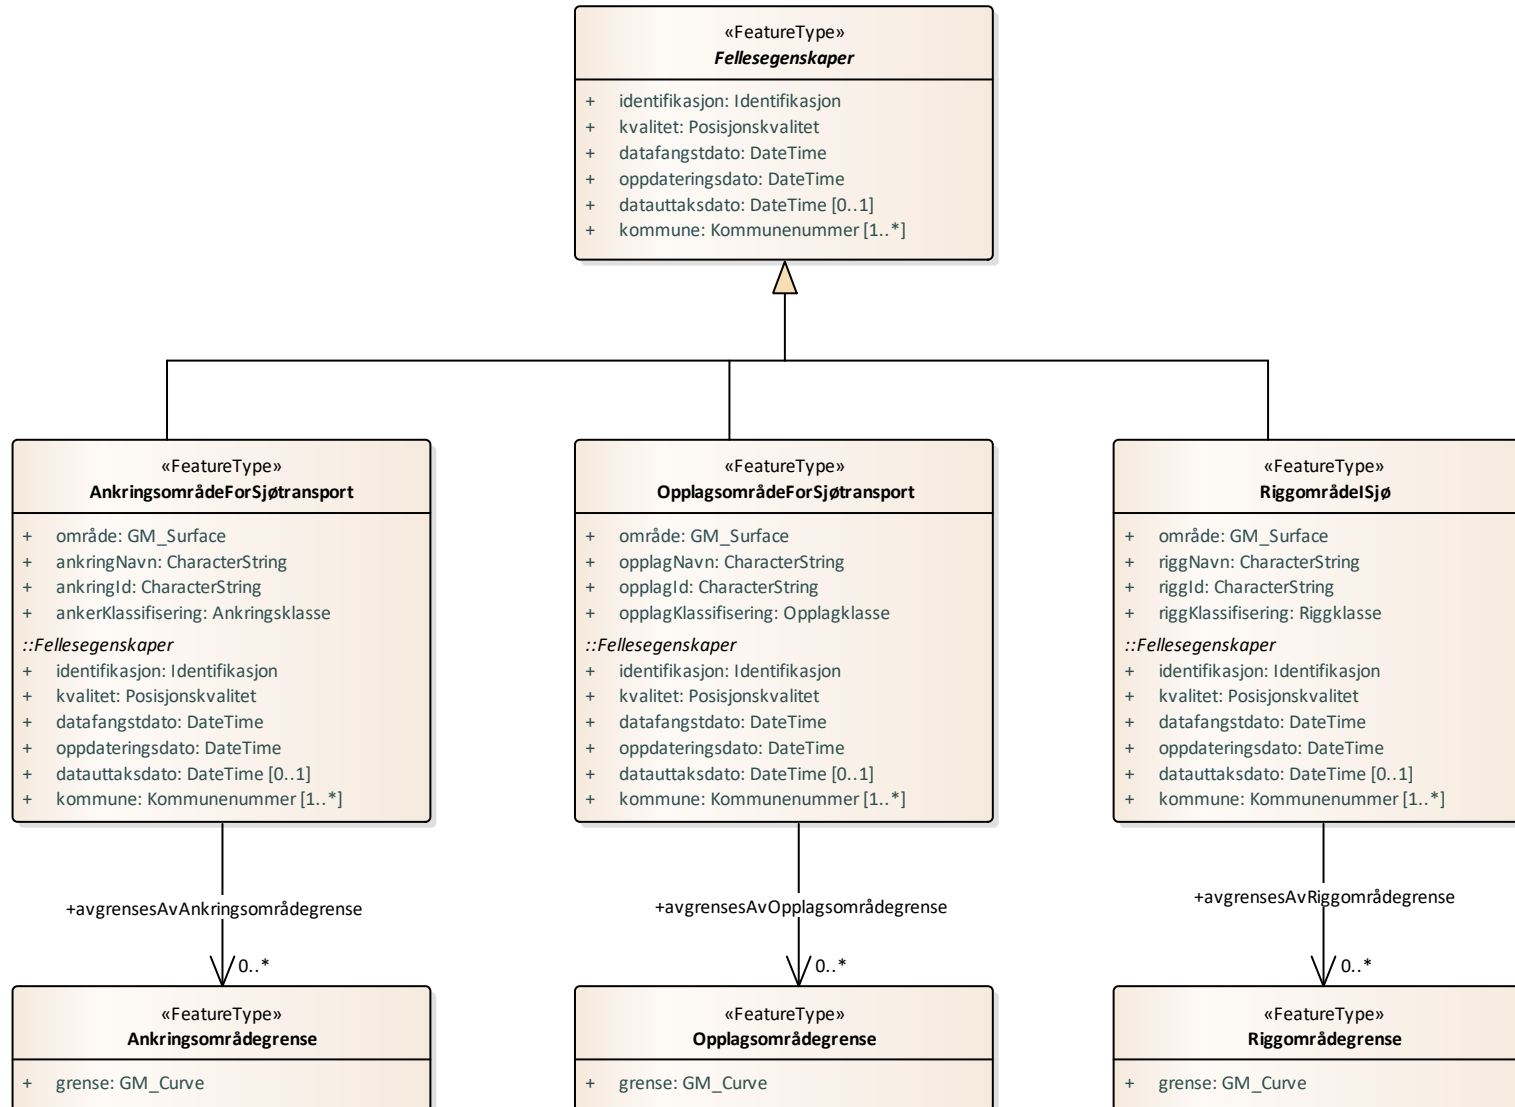 «FeatureType»
Fellesegenskaper
+ identifikasjon: Identifikasjon
+ kvalitet: Posisjonskvalitet
+ datafangstdato: DateTime
+ oppdateringsdato: DateTime
+ datauttaksdato: DateTime [0..1]
+ kommune: Kommunenummer [1..*]
«FeatureType»
AnkringsområdeForSjøtransport
+ område: GM_Surface
+ ankringNavn: CharacterString
+ ankringId: CharacterString
+ ankerKlassifisering: Ankringsklasse
::Fellesegenskaper
+ identifikasjon: Identifikasjon
+ kvalitet: Posisjonskvalitet
+ datafangstdato: DateTime
+ oppdateringsdato: DateTime
+ datauttaksdato: DateTime [0..1]
+ kommune: Kommunenummer [1..*]
«FeatureType»
OpplagsområdeForSjøtransport
+ område: GM_Surface
+ opplagNavn: CharacterString
+ opplagId: CharacterString
+ opplagKlassifisering: Opplagklasse
::Fellesegenskaper
+ identifikasjon: Identifikasjon
+ kvalitet: Posisjonskvalitet
+ datafangstdato: DateTime
+ oppdateringsdato: DateTime
+ datauttaksdato: DateTime [0..1]
+ kommune: Kommunenummer [1..*]
«FeatureType»
RiggområdeISjø
+ område: GM_Surface
+ riggNavn: CharacterString
+ riggId: CharacterString
+ riggKlassifisering: Riggklasse
::Fellesegenskaper
+ identifikasjon: Identifikasjon
+ kvalitet: Posisjonskvalitet
+ datafangstdato: DateTime
+ oppdateringsdato: DateTime
+ datauttaksdato: DateTime [0..1]
+ kommune: Kommunenummer [1..*]
+avgrensesAvAnkringsområdegrense
0..*
+avgrensesAvOpplagsområdegrense
0..*
+avgrensesAvRiggområdegrense
0..*
«FeatureType»
Ankringsområdegrense
+ grense: GM_Curve
«FeatureType»
Opplagsområdegrense
+ grense: GM_Curve
«FeatureType»
Riggområdegrense
+ grense: GM_Curve